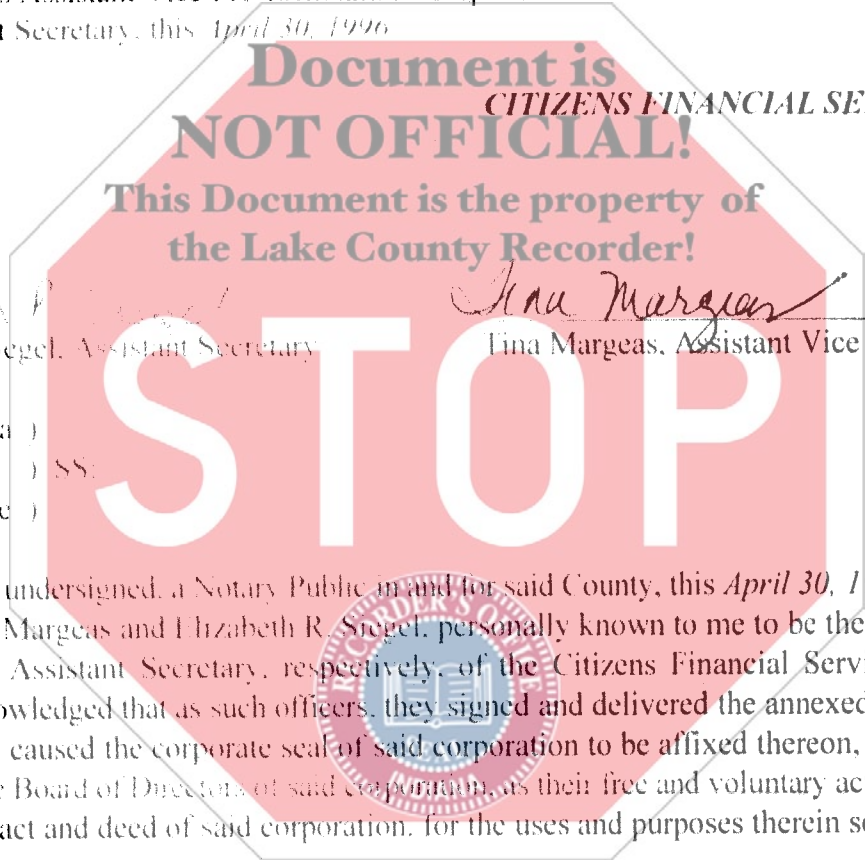 Secretary, this April 30, 1996
Document is
CITIZENS FINANCIAL SE
NOT OFFICIAL!
This Document is the property of
the Lake County Recorder!
Tina Margeas
egel, Assistant Secretary
Tina Margeas, Assistant Vice
STOP
a )
) SS:
)
undersigned, a Notary Public in and for said County, this April 30, 1
Margeas and Elizabeth R. Siegel, personally known to me to be the
Assistant Secretary, respectively, of the Citizens Financial Servi
owledged that as such officers, they signed and delivered the annexed
caused the corporate seal of said corporation to be affixed thereon,
Board of Directors of said corporation, as their free and voluntary ac
act and deed of said corporation, for the uses and purposes therein se
RECORDER'S OFFICE
INDIANA